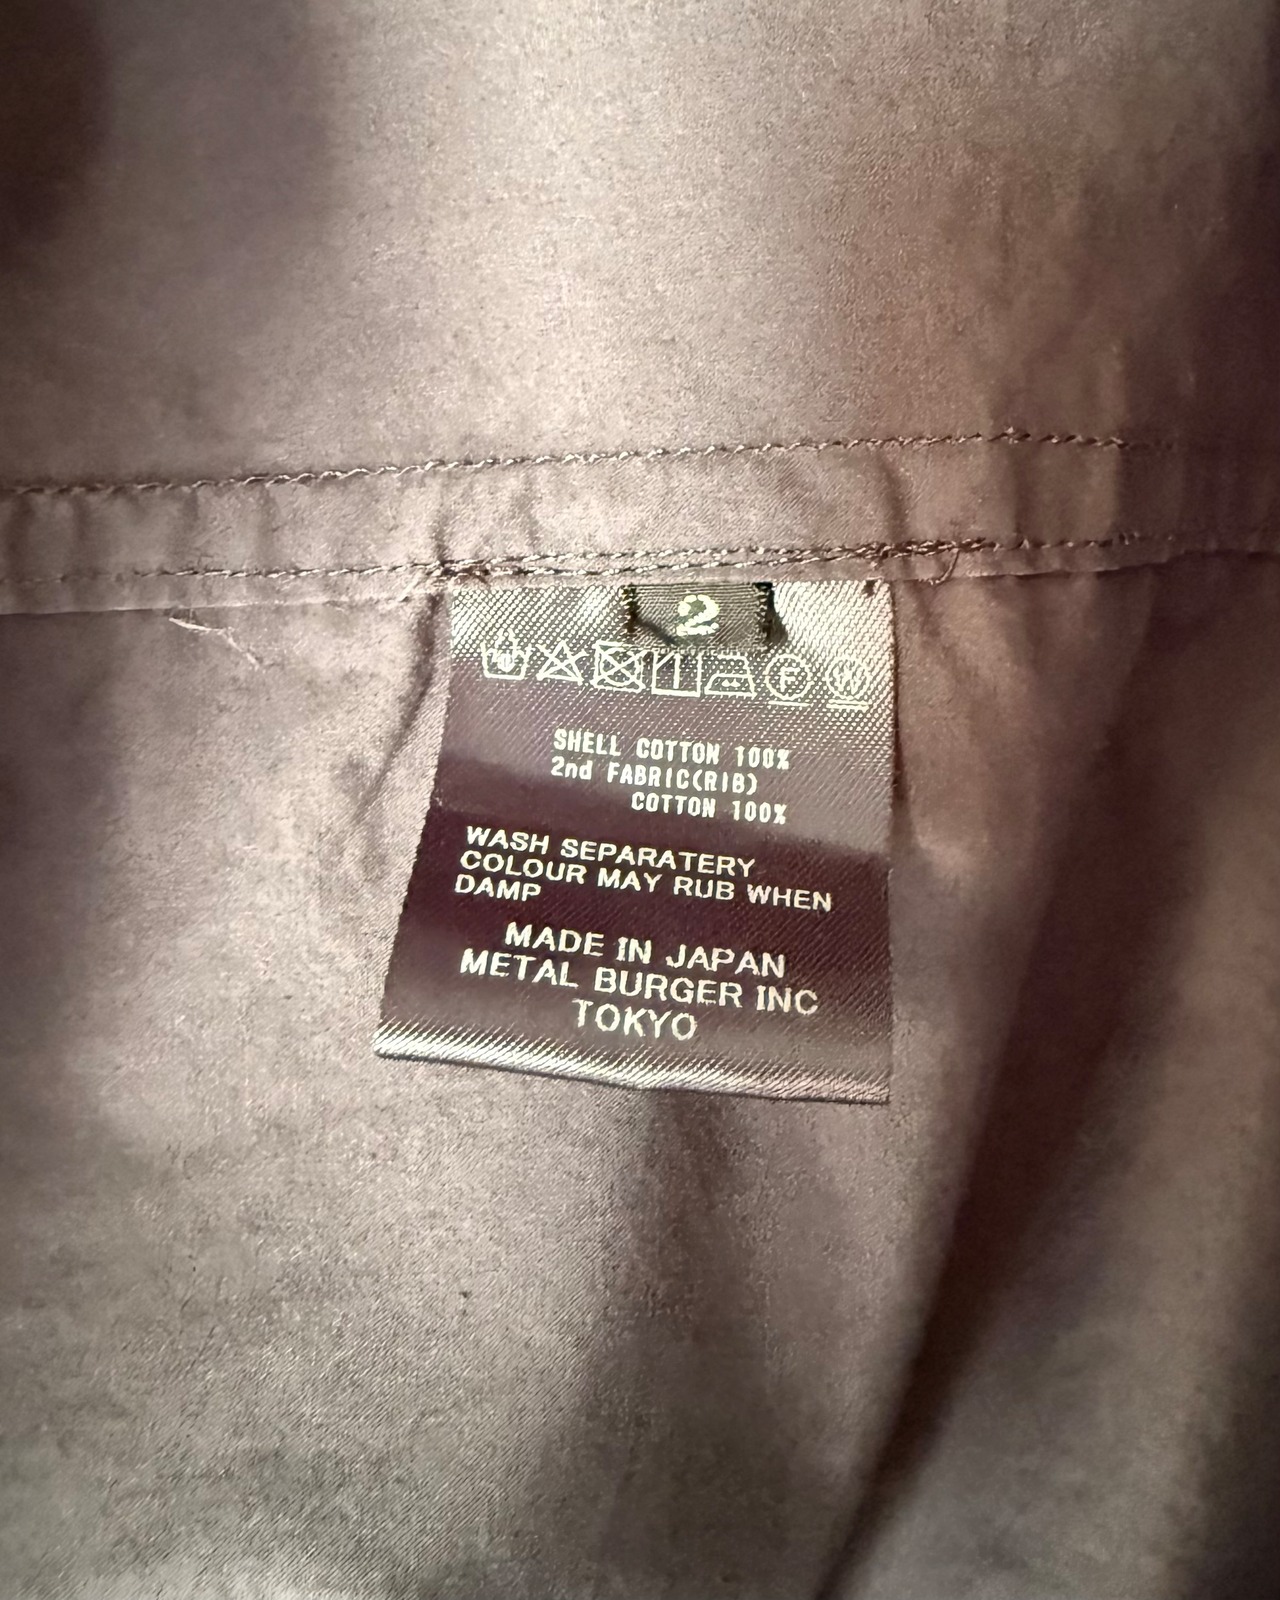 2
F W
SHELL COTTON 100%
2nd FABRIC(RIB)
COTTON 100%
WASH SEPARATERY
COLOUR MAY RUB WHEN
DAMP
MADE IN JAPAN
METAL BURGER INC
TOKYO